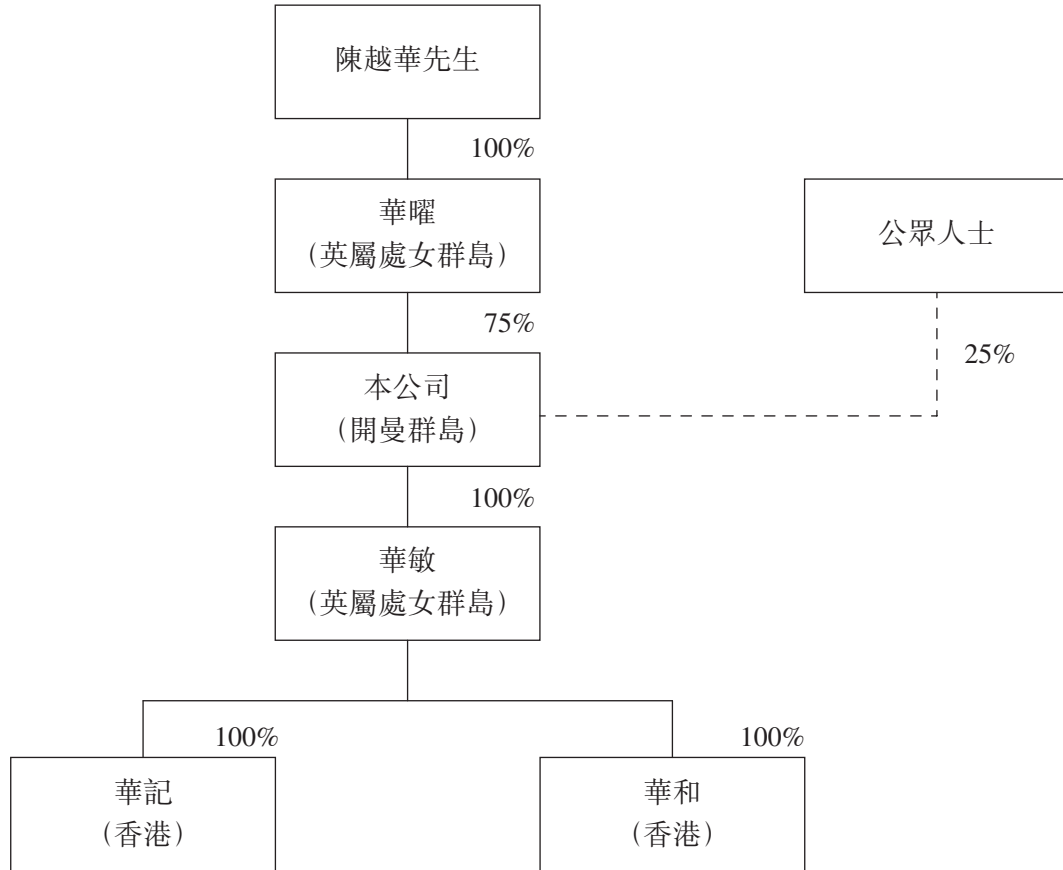 陳越華先生
100%
華曜
（英屬處女群島）
公眾人士
75%
25%
本公司
（開曼群島）
100%
華敏
（英屬處女群島）
100%
100%
華記
（香港）
華和
（香港）